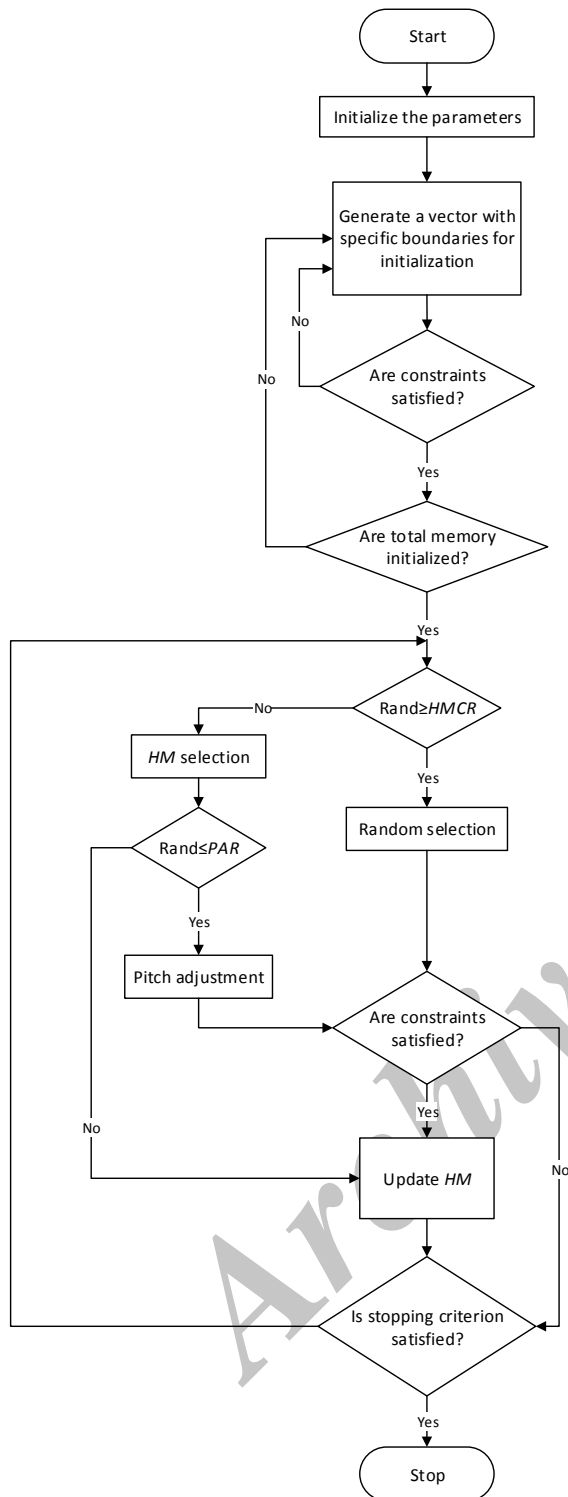 Start
Initialize the parameters
Generate a vector with
specific boundaries for
initialization
No
Are constraints
satisfied?
No
Yes
Are total memory
initialized?
Yes
Rand≥HMCR
No
HM selection
Yes
Random selection
Rand≤PAR
Yes
Pitch adjustment
Are constraints
satisfied?
Yes
No
No
Update HM
Is stopping criterion
satisfied?
Yes
Stop
Archiv